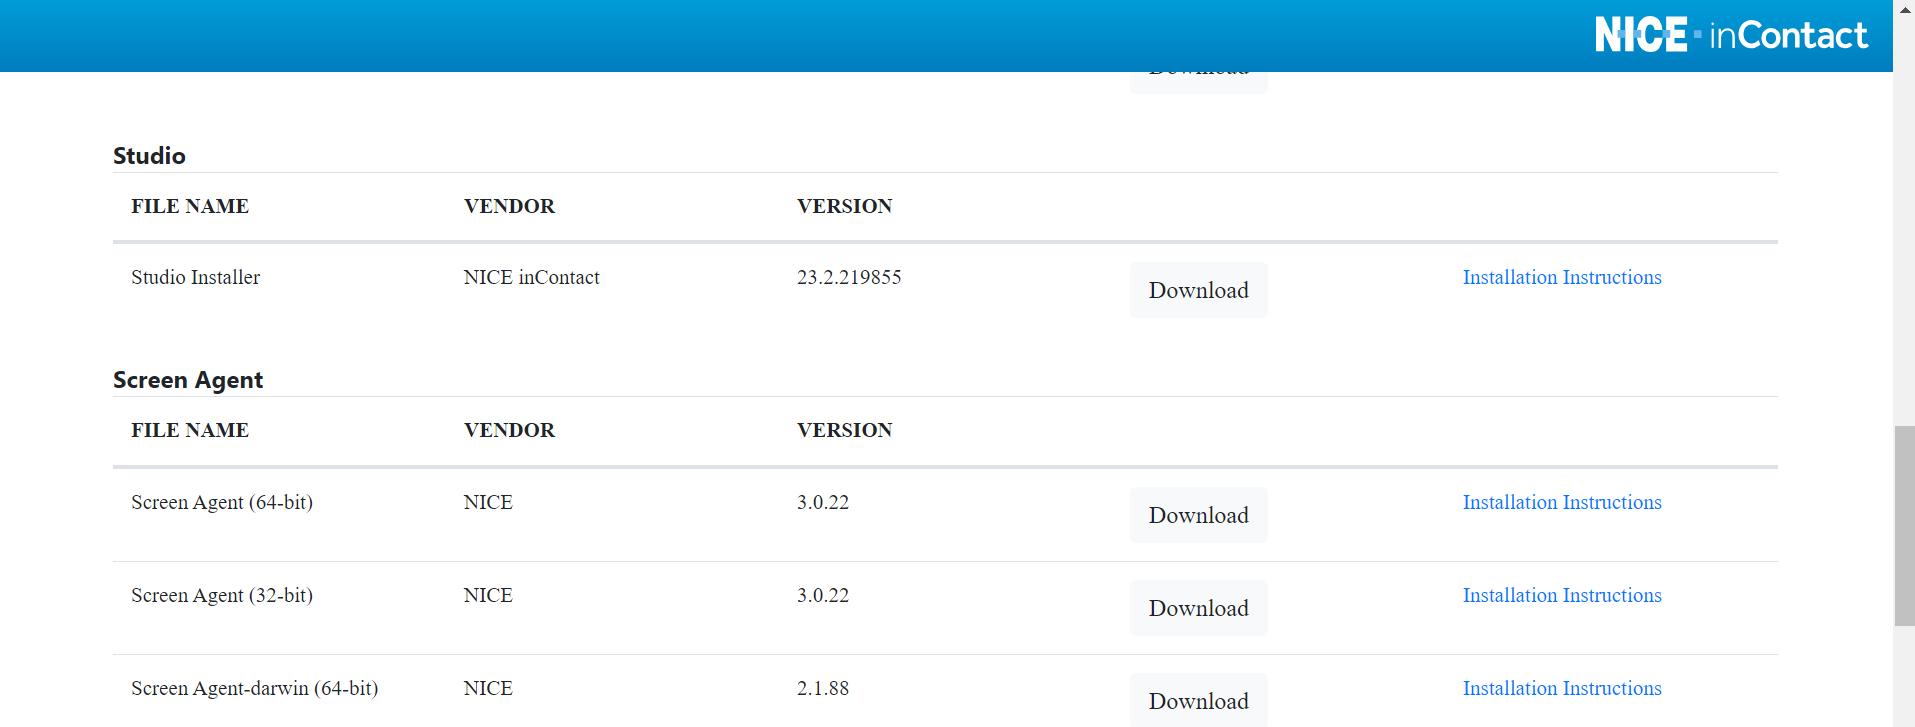 NICE inContact
Download
Studio
FILE NAME VENDOR VERSION
Studio Installer NICE inContact 23.2.219855 Download Installation Instructions
Screen Agent
FILE NAME VENDOR VERSION
Screen Agent (64-bit) NICE 3.0.22 Download Installation Instructions
Screen Agent (32-bit) NICE 3.0.22 Download Installation Instructions
Screen Agent-darwin (64-bit) NICE 2.1.88 Download Installation Instructions